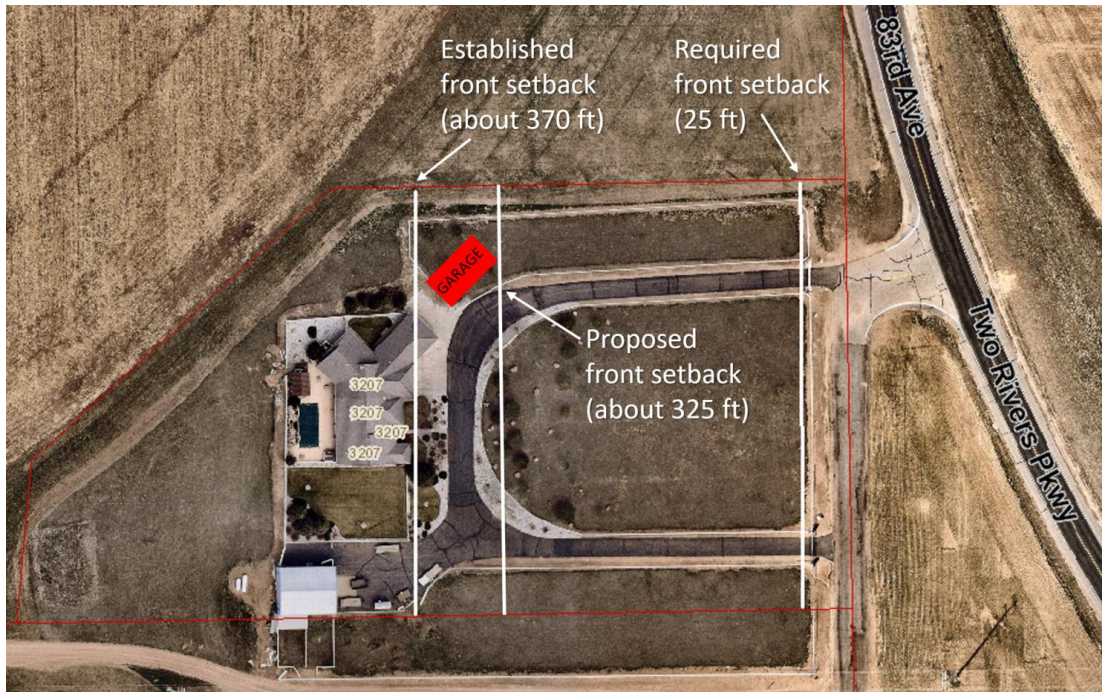 Established
front setback
(about 370 ft)
Required
front setback
(25 ft)
83rd Ave
GARAGE
Two Rivers Pkwy
Proposed
front setback
(about 325 ft)
3207
3207
3207
3207